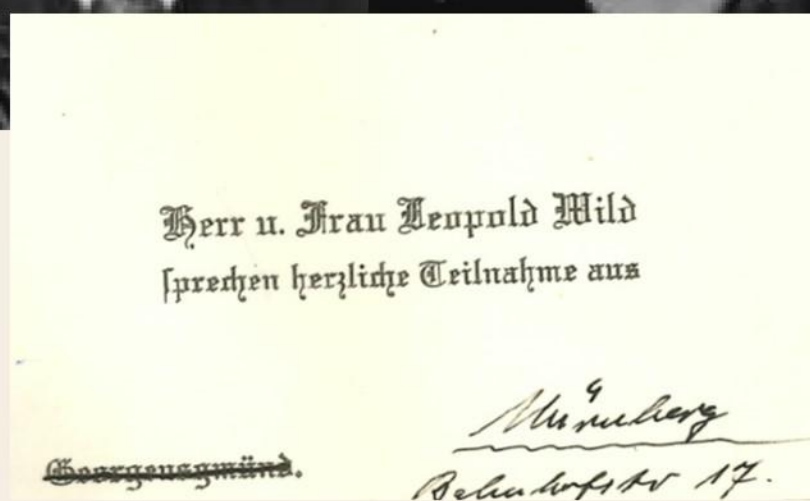 Herr u. Frau Leopold Wild
sprechen herzliche Teilnahme aus
Georgensgmünd.
Nürnberg
Bahnhofstr 17.